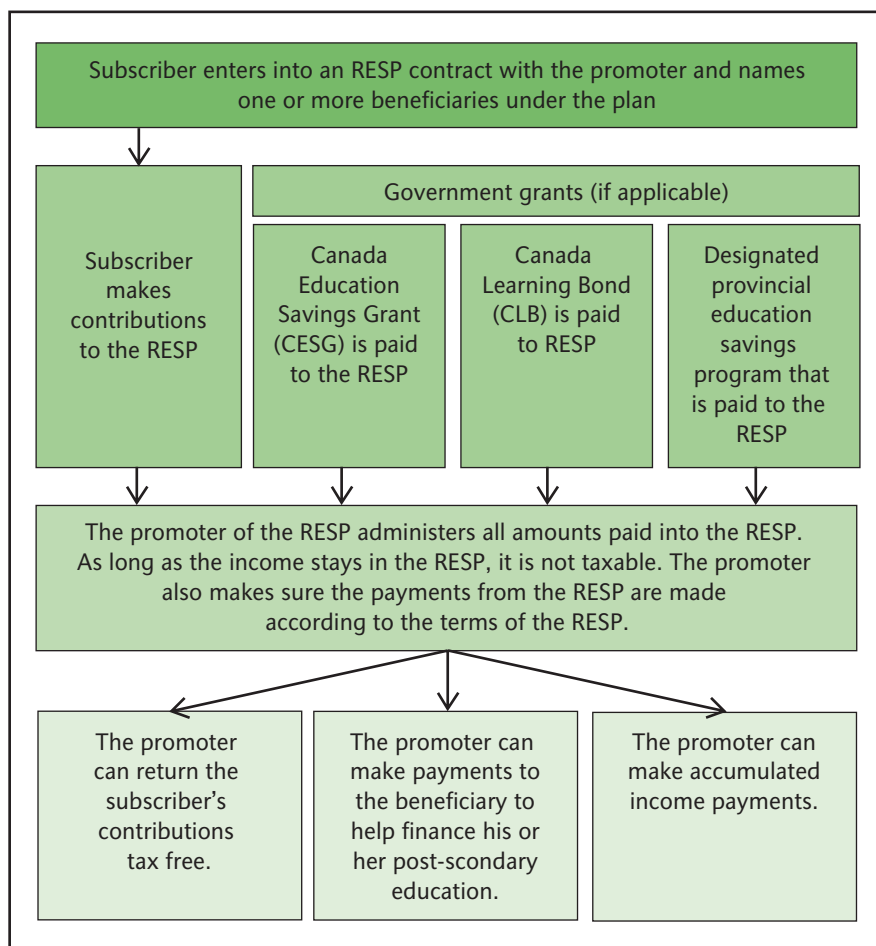 Subscriber enters into an RESP contract with the promoter and names
one or more beneficiaries under the plan
Subscriber
makes
contributions
to the RESP
Government grants (if applicable)
Canada
Education
Savings Grant
(CESG) is paid
to the RESP
Canada
Learning Bond
(CLB) is paid
to RESP
Designated
provincial
education
savings
program that
is paid to the
RESP
The promoter of the RESP administers all amounts paid into the RESP.
As long as the income stays in the RESP, it is not taxable. The promoter
also makes sure the payments from the RESP are made
according to the terms of the RESP.
The promoter
can return the
subscriber's
contributions
tax free.
The promoter can
make payments to
the beneficiary to
help finance his or
her post-scondary
education.
The promoter can
make accumulated
income payments.